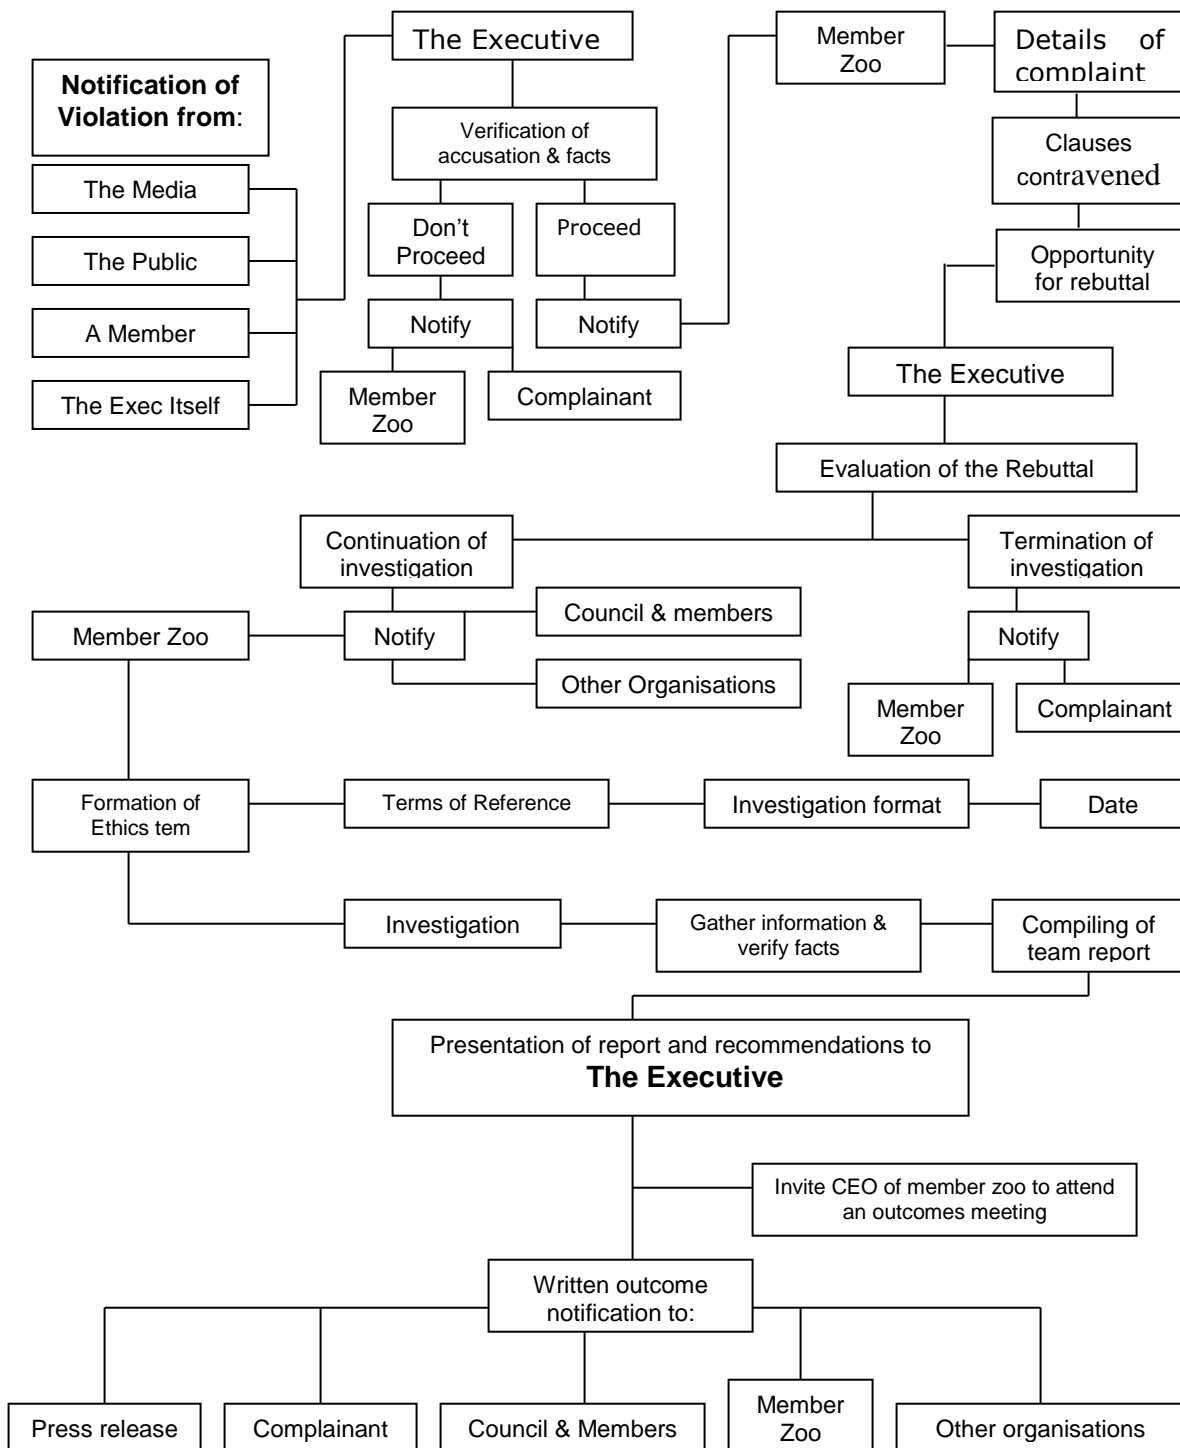 Notification of
Violation from:
The Media
The Public
A Member
The Exec Itself
The Executive
Verification of
accusation & facts
Don't
Proceed
Notify
Member
Zoo
Complainant
Proceed
Notify
Member
Zoo
Details of
complaint
Clauses
contravened
Opportunity
for rebuttal
The Executive
Evaluation of the Rebuttal
Continuation of
investigation
Notify
Council & members
Other Organisations
Member Zoo
Termination of
investigation
Notify
Member
Zoo
Complainant
Formation of
Ethics tem
Terms of Reference
Investigation format
Date
Investigation
Gather information &
verify facts
Compiling of
team report
Presentation of report and recommendations to
The Executive
Invite CEO of member zoo to attend
an outcomes meeting
Written outcome
notification to:
Press release
Complainant
Council & Members
Member
Zoo
Other organisations